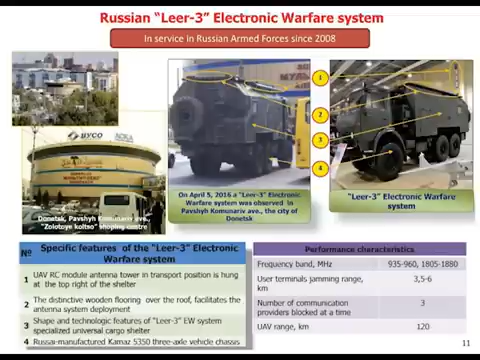 Russian "Leer-3" Electronic Warfare system
In service in Russian Armed Forces since 2008
1
2
3
4
ВУСО
On April 5, 2016 a "Leer-3" Electronic
Warfare system was observed in
Pavshyh Komunariv ave., the city of
Donetsk
"Leer-3" Electronic Warfare
system
Donetsk, Pavshyh Komunariv ave.,
"Zolotoye koltso" shoping centre
№ Specific features of the "Leer-3" Electronic
Warfare system
1 UAV RC module antenna tower in transport position is hung
at the top right of the shelter
2 The distinctive wooden flooring over the roof, facilitates the
antenna system deployment
3 Shape and technologic features of "Leer-3" EW system
specialized universal cargo shelter
4 Russai-manufactured Kamaz 5350 three-axle vehicle chassis
Performance characteristics
Frequency band, MHz 935-960, 1805-1880
User terminals jamming range,
km 3,5-6
Number of communication
providers blocked at a time 3
UAV range, km 120
11